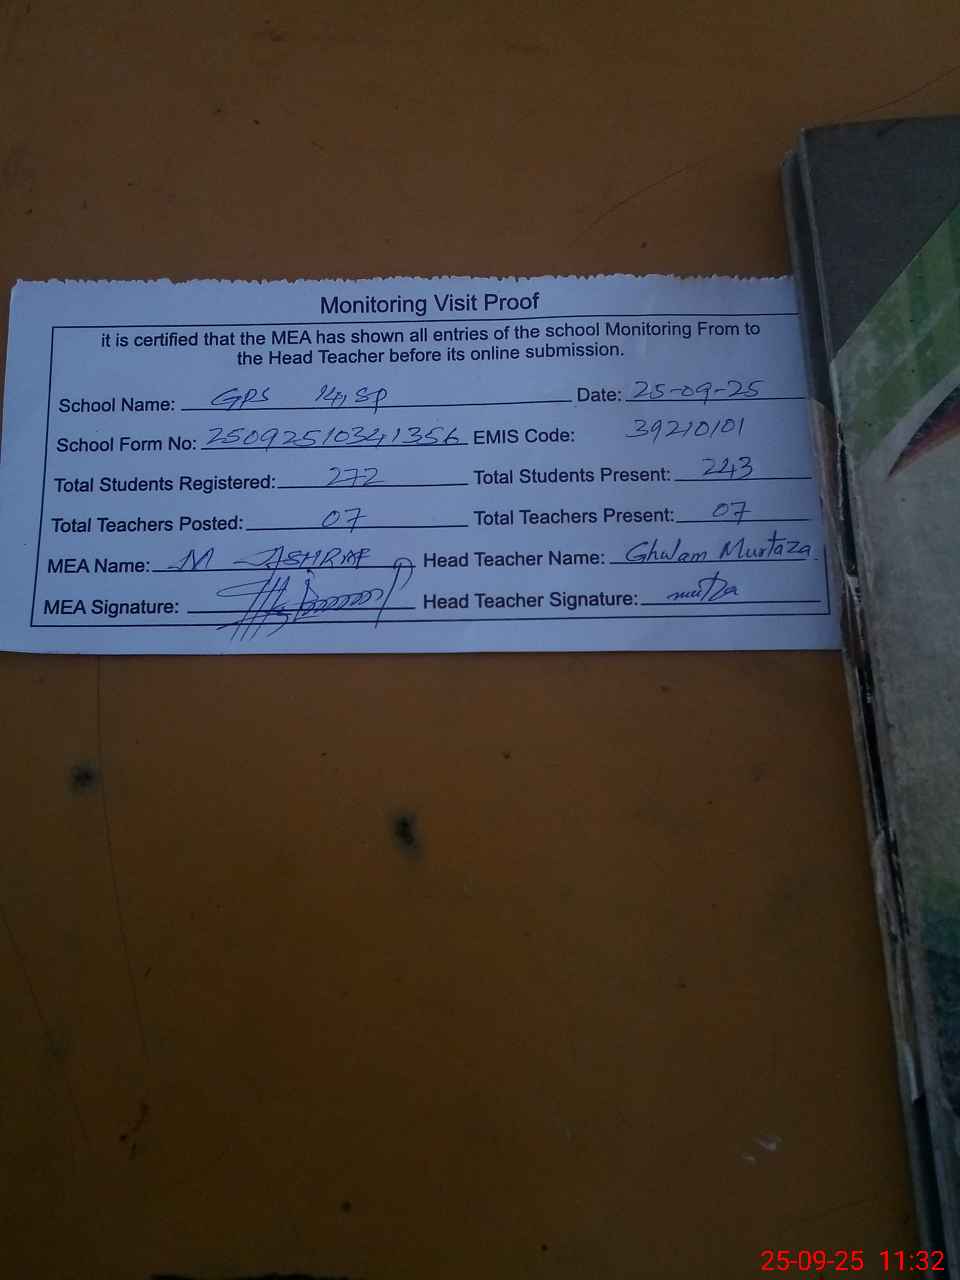 Monitoring Visit Proof
it is certified that the MEA has shown all entries of the school Monitoring From to
the Head Teacher before its online submission.
School Name: GPS 14, SP Date: 25-09-25
School Form No: 25092510341356 EMIS Code: 39210101
Total Students Registered: 272 Total Students Present: 243
Total Teachers Posted: 07 Total Teachers Present: 07
MEA Name: M ASHRAF Head Teacher Name: Ghulam Murtaza
MEA Signature: Head Teacher Signature:
25-09-25 11:32